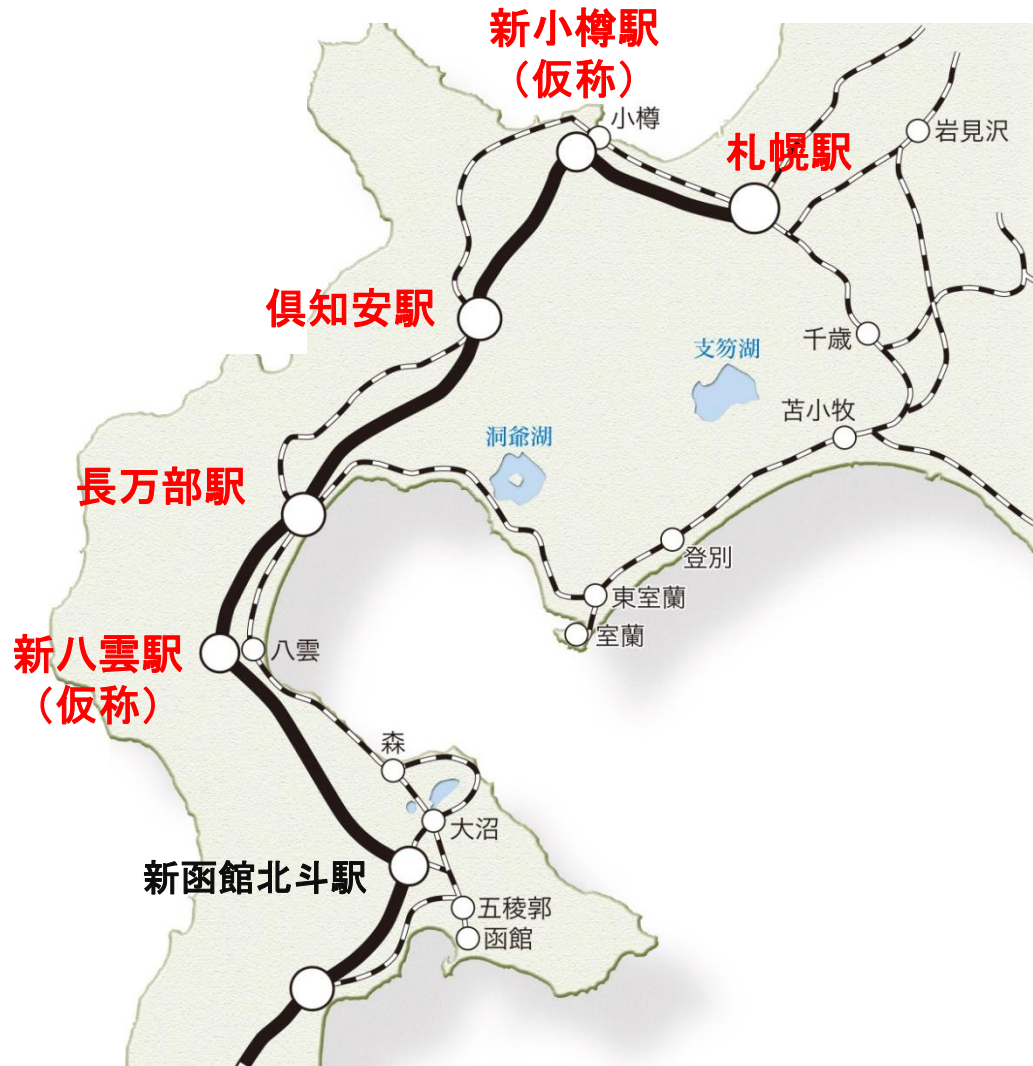 新小樽駅
（仮称）
小樽
岩見沢
札幌駅
倶知安駅
千歳
支笏湖
苫小牧
洞爺湖
長万部駅
登別
東室蘭
室蘭
新八雲駅
（仮称）
八雲
森
大沼
新函館北斗駅
五稜郭
函館